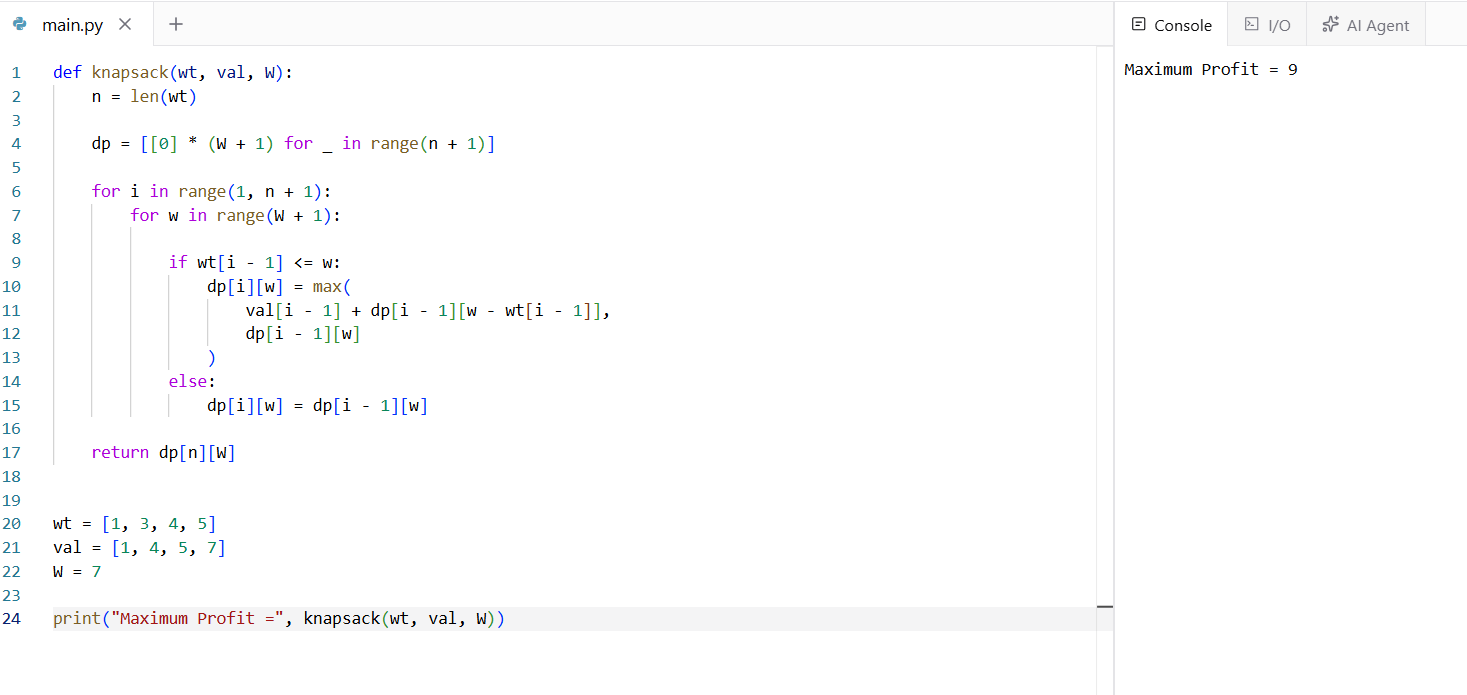 main.py
Console
I/O
AI Agent
1 def knapsack(wt, val, W):
2     n = len(wt)
3
4     dp = [[0] * (W + 1) for _ in range(n + 1)]
5
6     for i in range(1, n + 1):
7         for w in range(W + 1):
8
9             if wt[i - 1] <= w:
10                 dp[i][w] = max(
11                     val[i - 1] + dp[i - 1][w - wt[i - 1]],
12                     dp[i - 1][w]
13                 )
14             else:
15                 dp[i][w] = dp[i - 1][w]
16
17     return dp[n][W]
18
19
20 wt = [1, 3, 4, 5]
21 val = [1, 4, 5, 7]
22 W = 7
23
24 print("Maximum Profit =", knapsack(wt, val, W))
Maximum Profit = 9